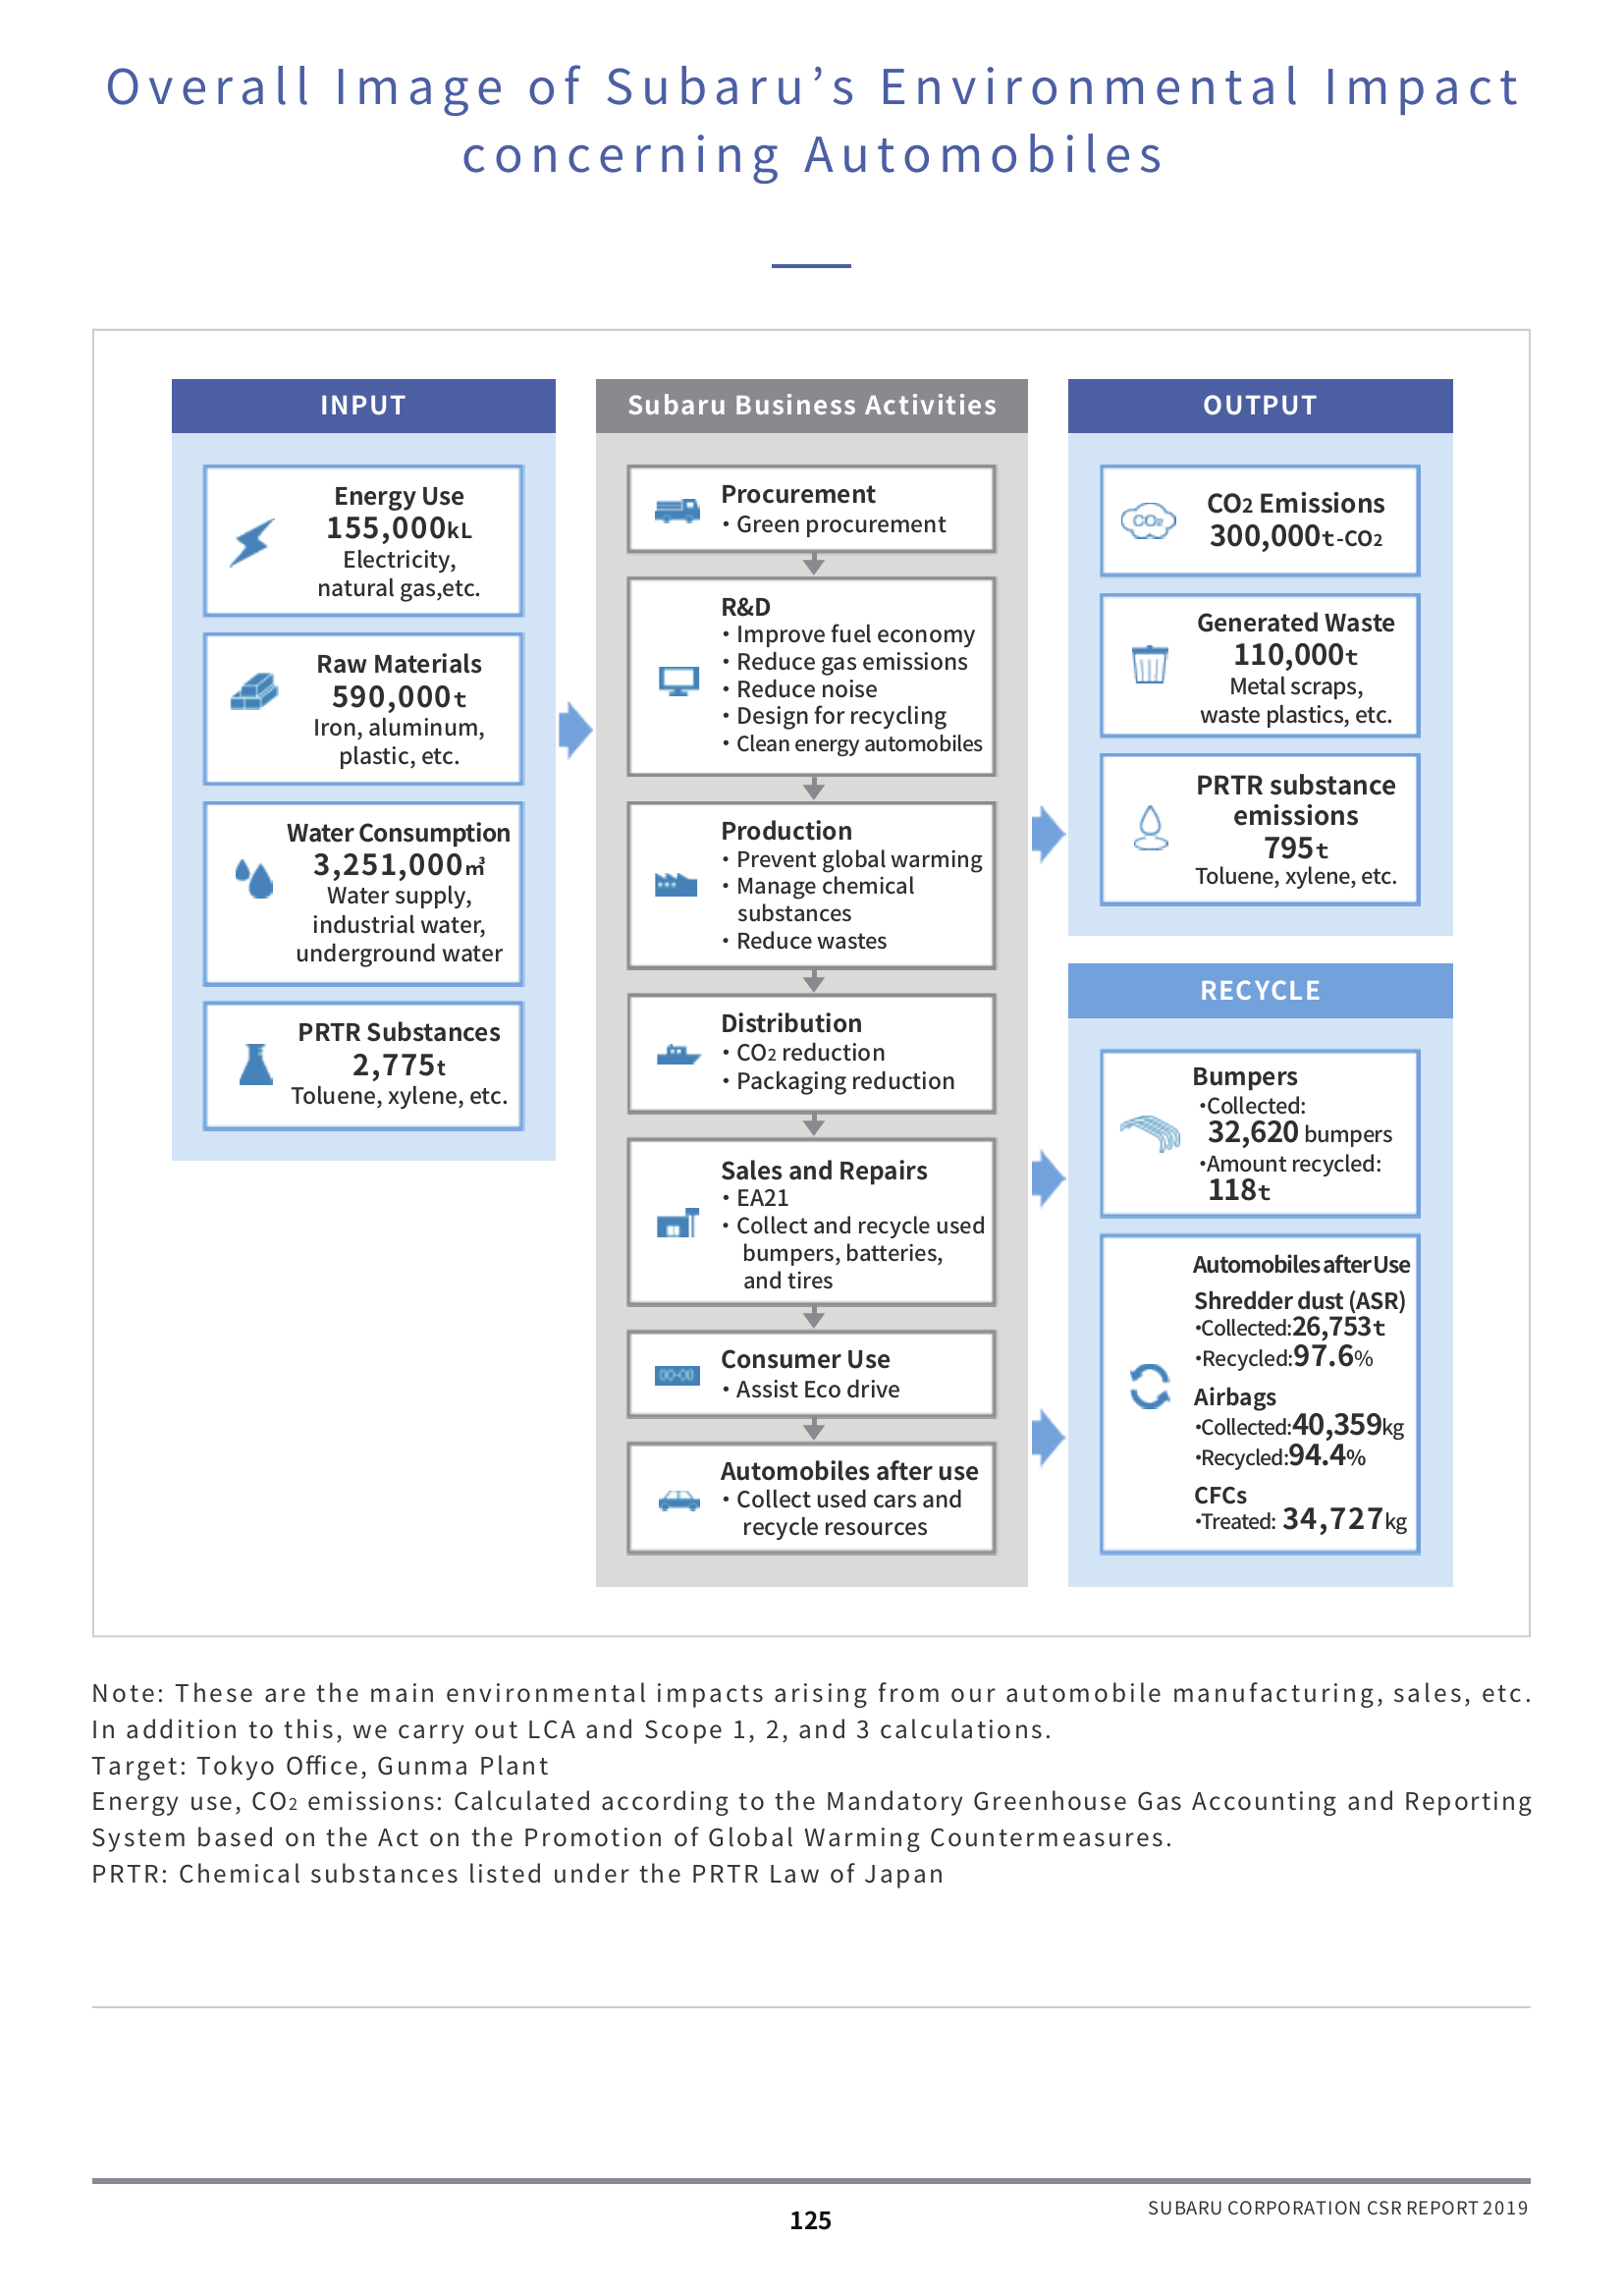 Overall Image of Subaru’s Environmental Impact
concerning Automobiles
INPUT
Energy Use
155,000kL
Electricity,
natural gas,etc.
Raw Materials
590,000t
Iron, aluminum,
plastic, etc.
Water Consumption
3,251,000㎥
Water supply,
industrial water,
underground water
PRTR Substances
2,775t
Toluene, xylene, etc.
Subaru Business Activities
Procurement
・Green procurement
R&D
・Improve fuel economy
・Reduce gas emissions
・Reduce noise
・Design for recycling
・Clean energy automobiles
Production
・Prevent global warming
・Manage chemical
substances
・Reduce wastes
Distribution
・CO2 reduction
・Packaging reduction
Sales and Repairs
・EA21
・Collect and recycle used
bumpers, batteries,
and tires
00-00
Consumer Use
・Assist Eco drive
Automobiles after use
・Collect used cars and
recycle resources
OUTPUT
CO2
CO2 Emissions
300,000t-CO2
Generated Waste
110,000t
Metal scraps,
waste plastics, etc.
PRTR substance
emissions
795t
Toluene, xylene, etc.
RECYCLE
Bumpers
・Collected:
32,620 bumpers
・Amount recycled:
118t
Automobiles after Use
Shredder dust (ASR)
・Collected:26,753t
・Recycled:97.6%
Airbags
・Collected:40,359kg
・Recycled:94.4%
CFCs
・Treated: 34,727kg
Note: These are the main environmental impacts arising from our automobile manufacturing, sales, etc.
In addition to this, we carry out LCA and Scope 1, 2, and 3 calculations.
Target: Tokyo Office, Gunma Plant
Energy use, CO2 emissions: Calculated according to the Mandatory Greenhouse Gas Accounting and Reporting
System based on the Act on the Promotion of Global Warming Countermeasures.
PRTR: Chemical substances listed under the PRTR Law of Japan
125
SUBARU CORPORATION CSR REPORT 2019